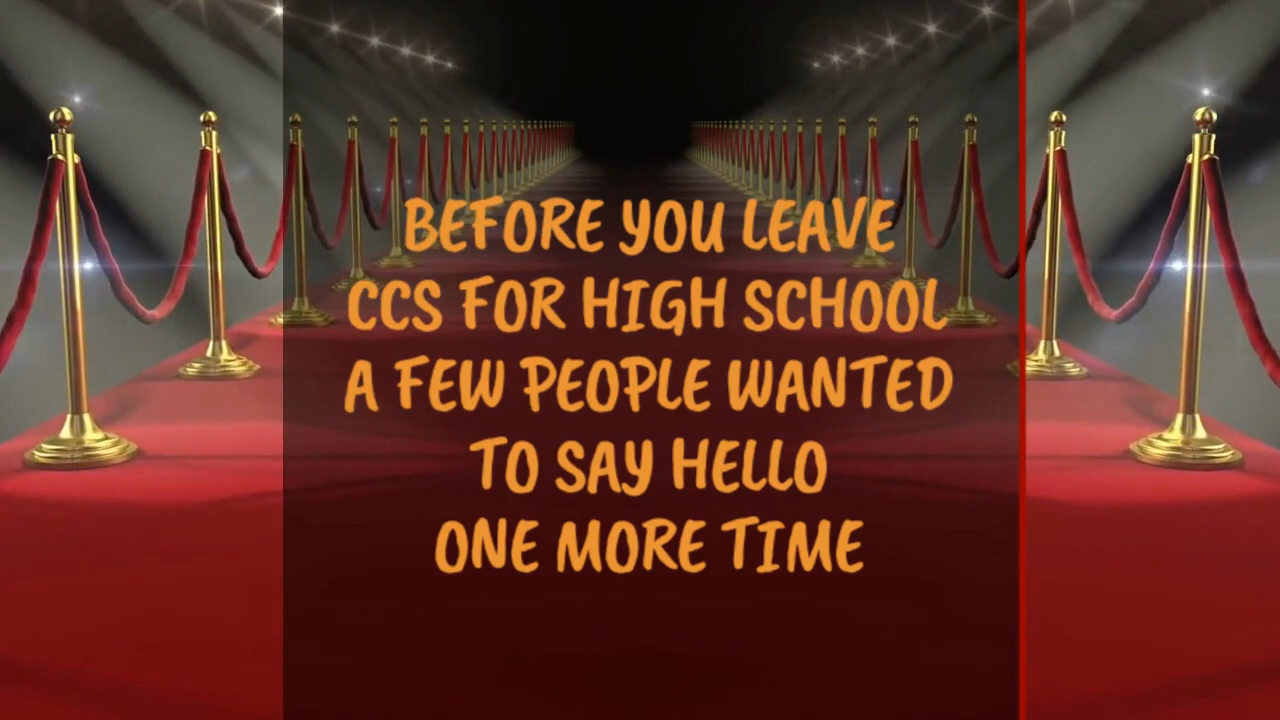 BEFORE YOU LEAVE
CCS FOR HIGH SCHOOL
A FEW PEOPLE WANTED
TO SAY HELLO
ONE MORE TIME